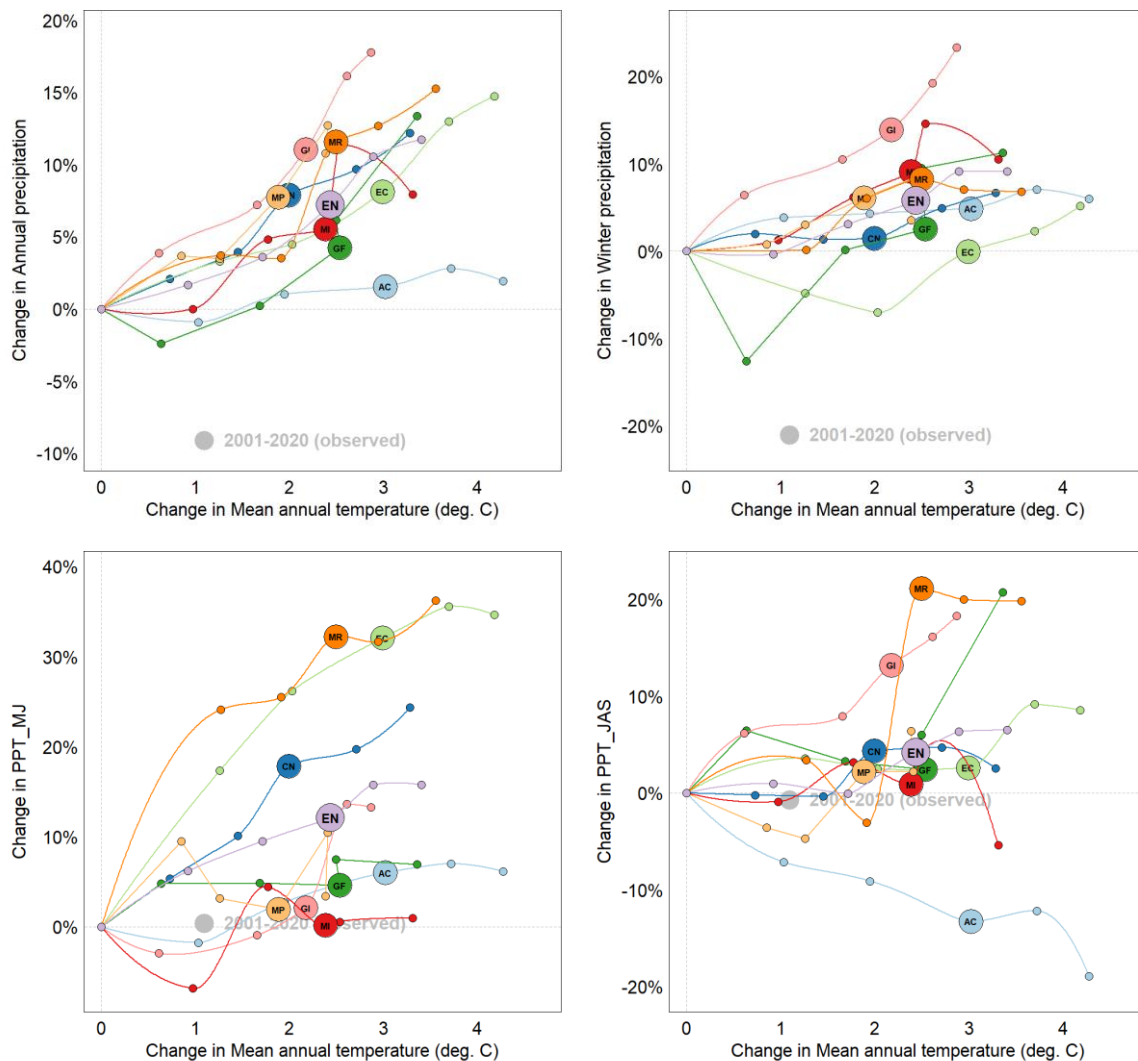 20%
15%
10%
5%
0%
-5%
-10%
Change in Annual precipitation
GI
MR
MP
EN
EC
MI
GF
AC
2001-2020 (observed)
0 1 2 3 4
Change in Mean annual temperature (deg. C)
20%
10%
0%
-10%
-20%
Change in Winter precipitation
GI
MR
EN
AC
GF
CN
EC
2001-2020 (observed)
0 1 2 3 4
Change in Mean annual temperature (deg. C)
40%
30%
20%
10%
0%
Change in PPT_MJ
MR
EC
CN
EN
AC
GF
MP
GI
MI
2001-2020 (observed)
0 1 2 3 4
Change in Mean annual temperature (deg. C)
20%
10%
0%
-10%
-20%
Change in PPT_JAS
MR
GI
CN
EN
MP
GF
EC
MI
2001-2020 (observed)
AC
0 1 2 3 4
Change in Mean annual temperature (deg. C)